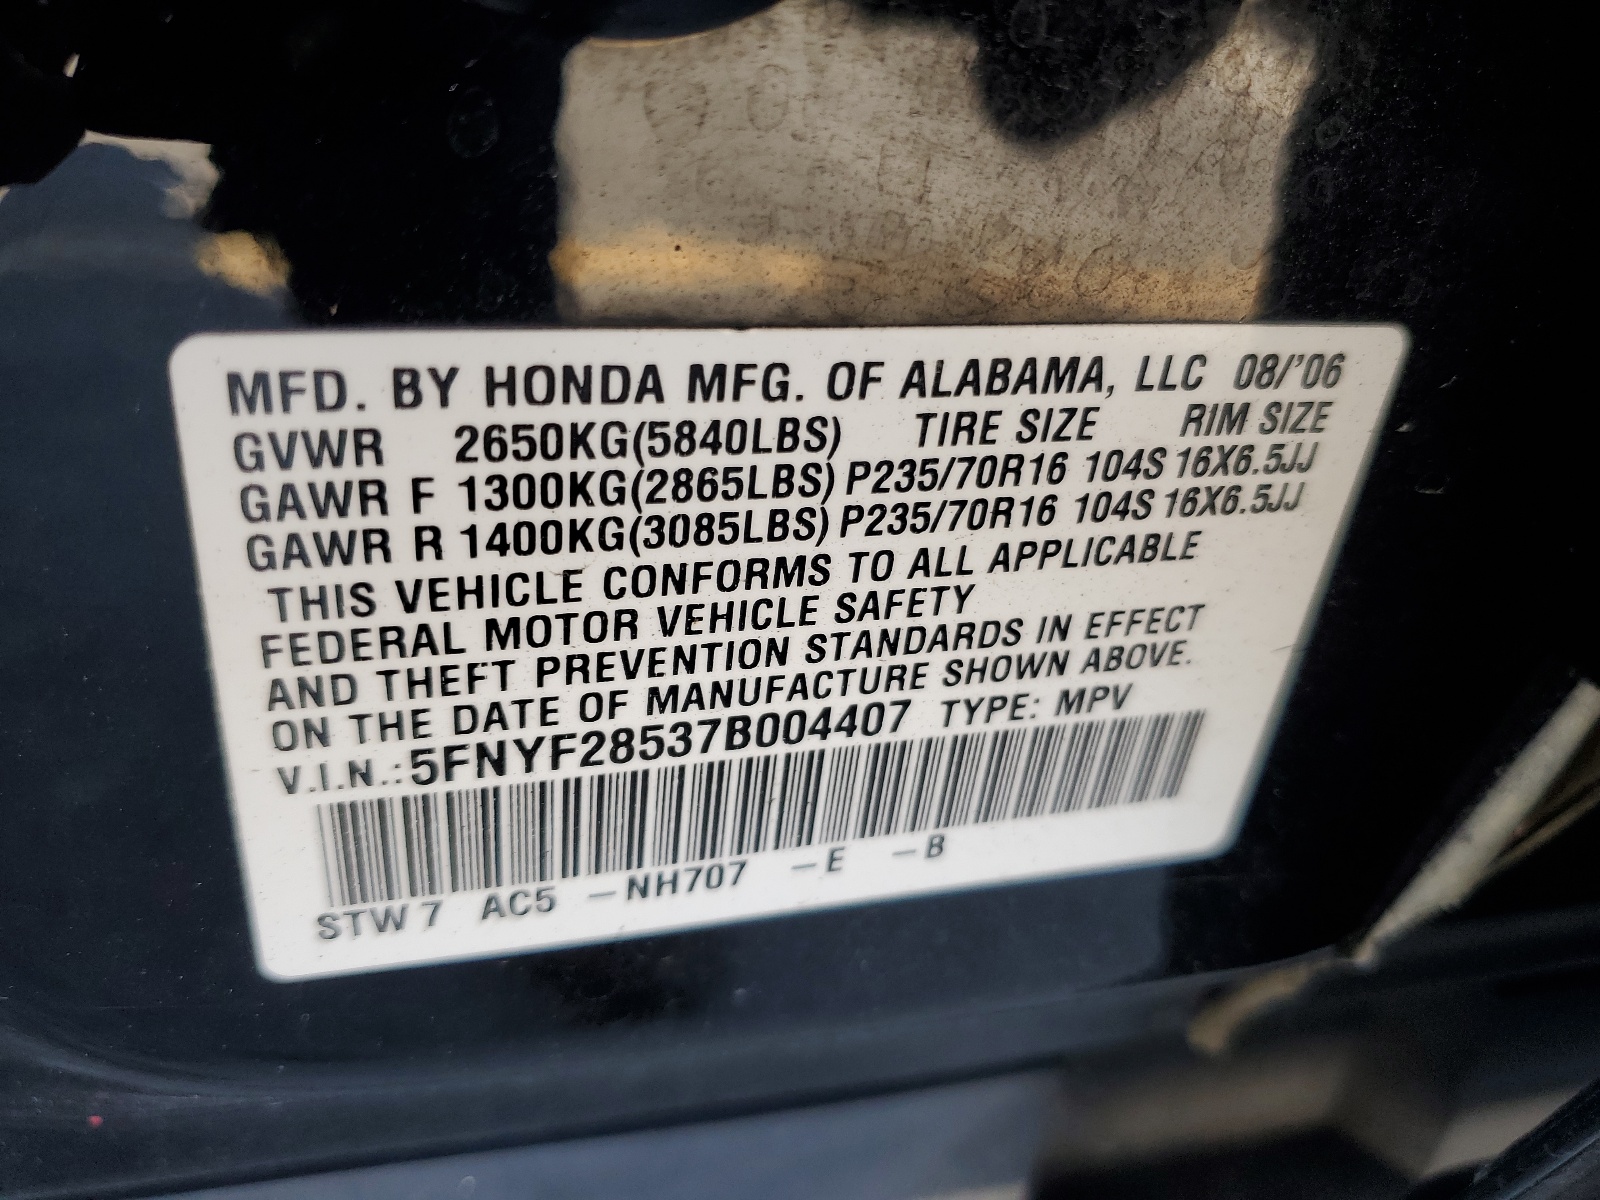 MFD. BY HONDA MFG. OF ALABAMA, LLC 08/'06
GVWR 2650KG(5840LBS) TIRE SIZE RIM SIZE
GAWR F 1300KG(2865LBS) P235/70R16 104S 16X6.5JJ
GAWR R 1400KG(3085LBS) P235/70R16 104S 16X6.5JJ
THIS VEHICLE CONFORMS TO ALL APPLICABLE
FEDERAL MOTOR VEHICLE SAFETY
AND THEFT PREVENTION STANDARDS IN EFFECT
ON THE DATE OF MANUFACTURE SHOWN ABOVE.
V.I.N.:5FNYF28537B004407 TYPE: MPV
STW7 AC5 -NH707 -E -B